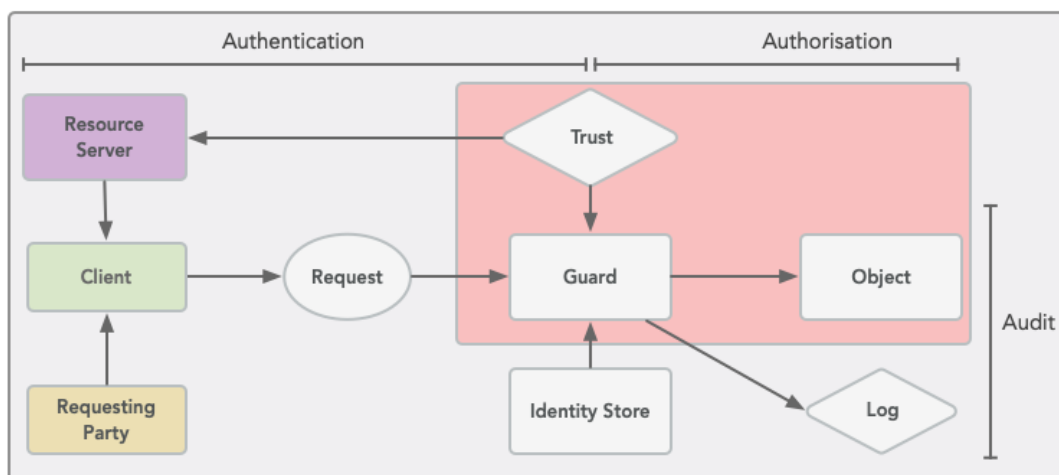 Authentication
Authorisation
Resource
Server
Trust
Client
Request
Guard
Object
Audit
Requesting
Party
Identity Store
Log